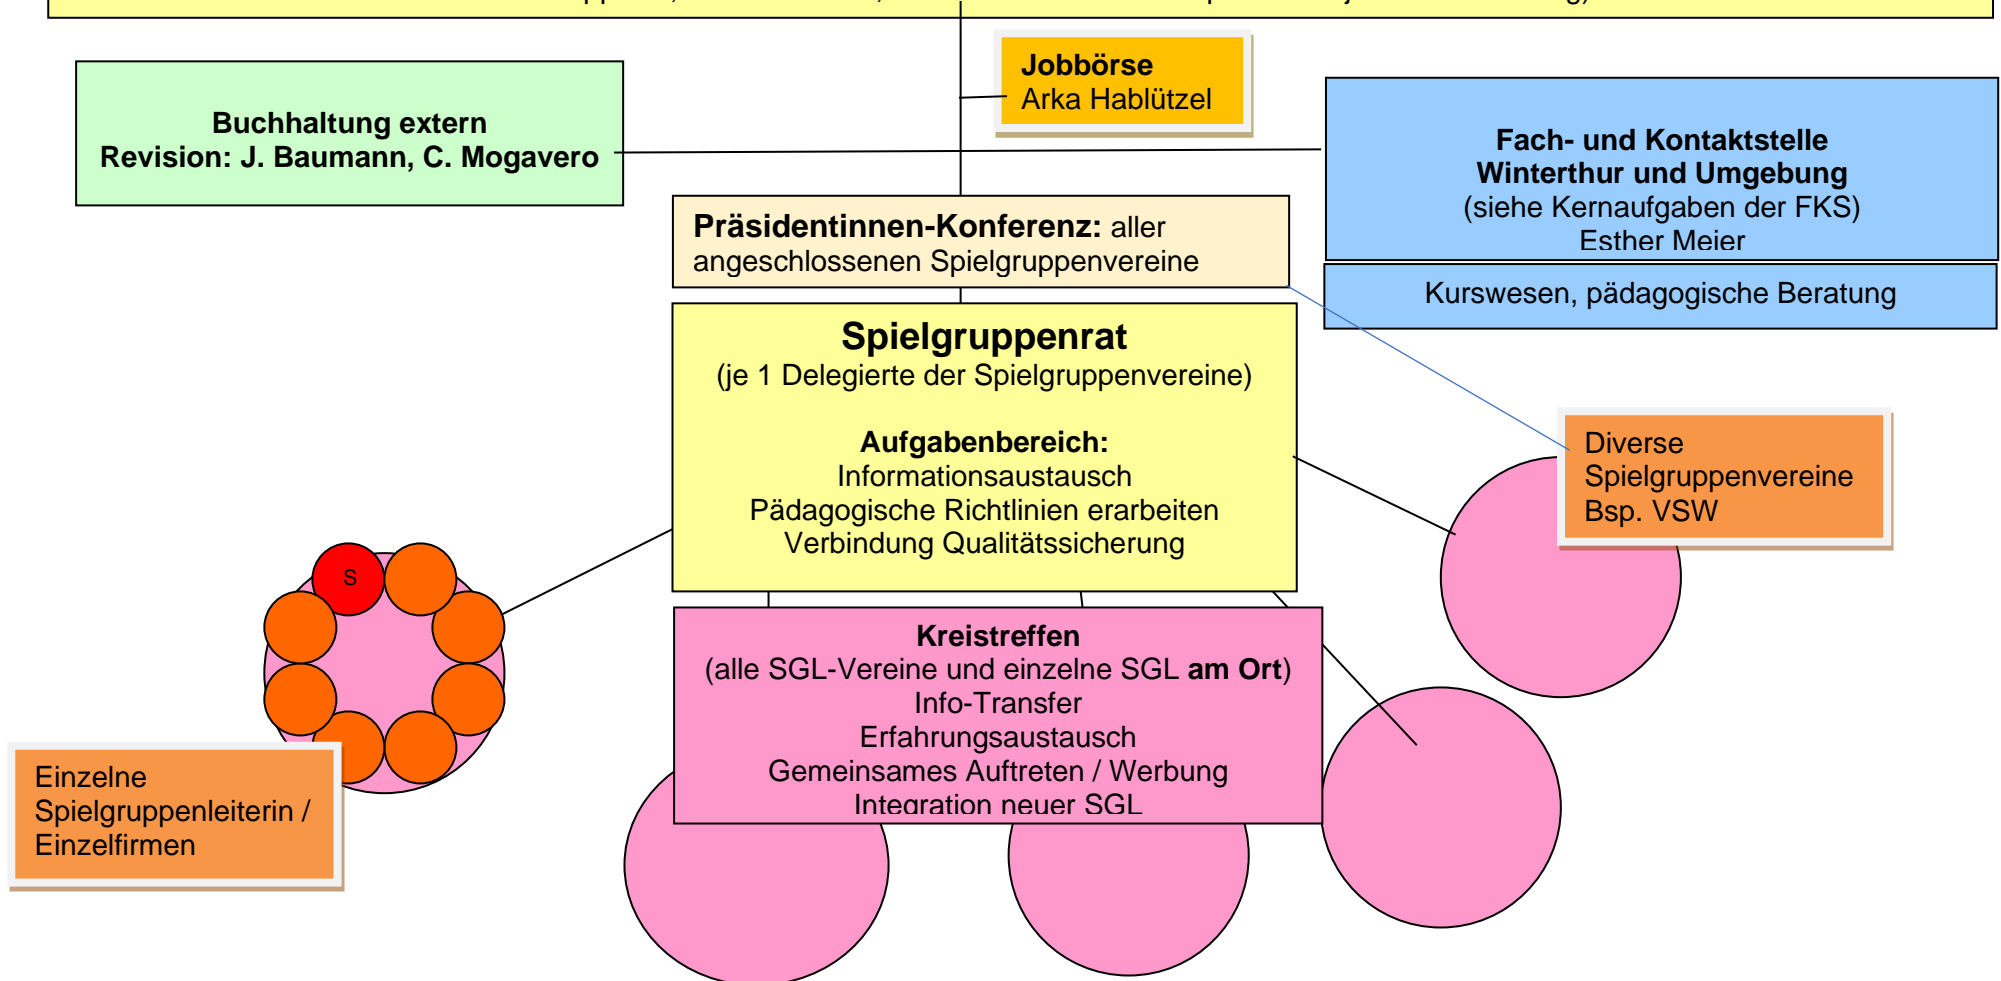 Jobbörse
Arka Hablützel
Buchhaltung extern
Revision: J. Baumann, C. Mogavero
Fach- und Kontaktstelle
Winterthur und Umgebung
(siehe Kernaufgaben der FKS)
Esther Meier
Präsidentinnen-Konferenz: aller
angeschlossenen Spielgruppenvereine
Kurswesen, pädagogische Beratung
Spielgruppenrat
(je 1 Delegierte der Spielgruppenvereine)
Aufgabenbereich:
Informationsaustausch
Pädagogische Richtlinien erarbeiten
Verbindung Qualitätssicherung
Diverse
Spielgruppenvereine
Bsp. VSW
S
Kreistreffen
(alle SGL-Vereine und einzelne SGL am Ort)
Info-Transfer
Erfahrungsaustausch
Gemeinsames Auftreten / Werbung
Integration neuer SGL
Einzelne
Spielgruppenleiterin /
Einzelfirmen